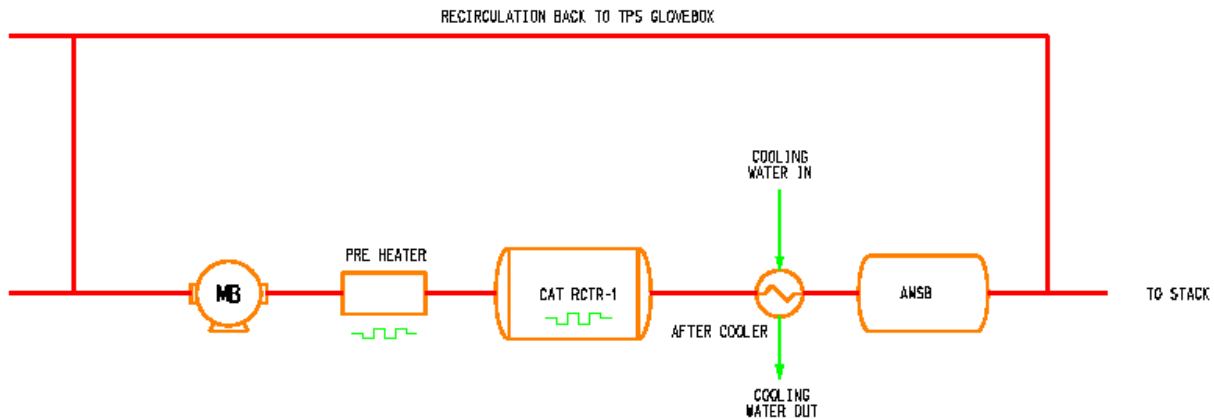 RECIRCULATION BACK TO TPS GLOVEBOX
COOLING
WATER IN
PRE HEATER
MB
CAT RCTR-1
AMSB
TO STACK
AFTER COOLER
COOLING
WATER OUT